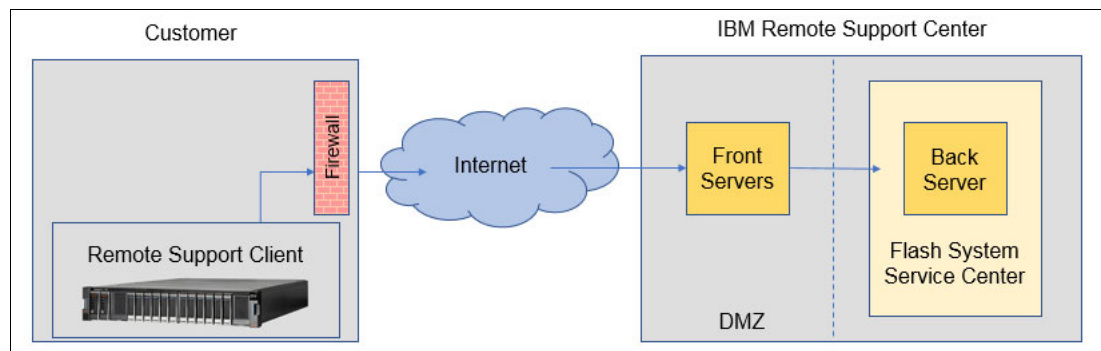 Customer
IBM Remote Support Center
Firewall
Remote Support Client
Internet
Front
Servers
Back
Server
Flash System
Service Center
DMZ